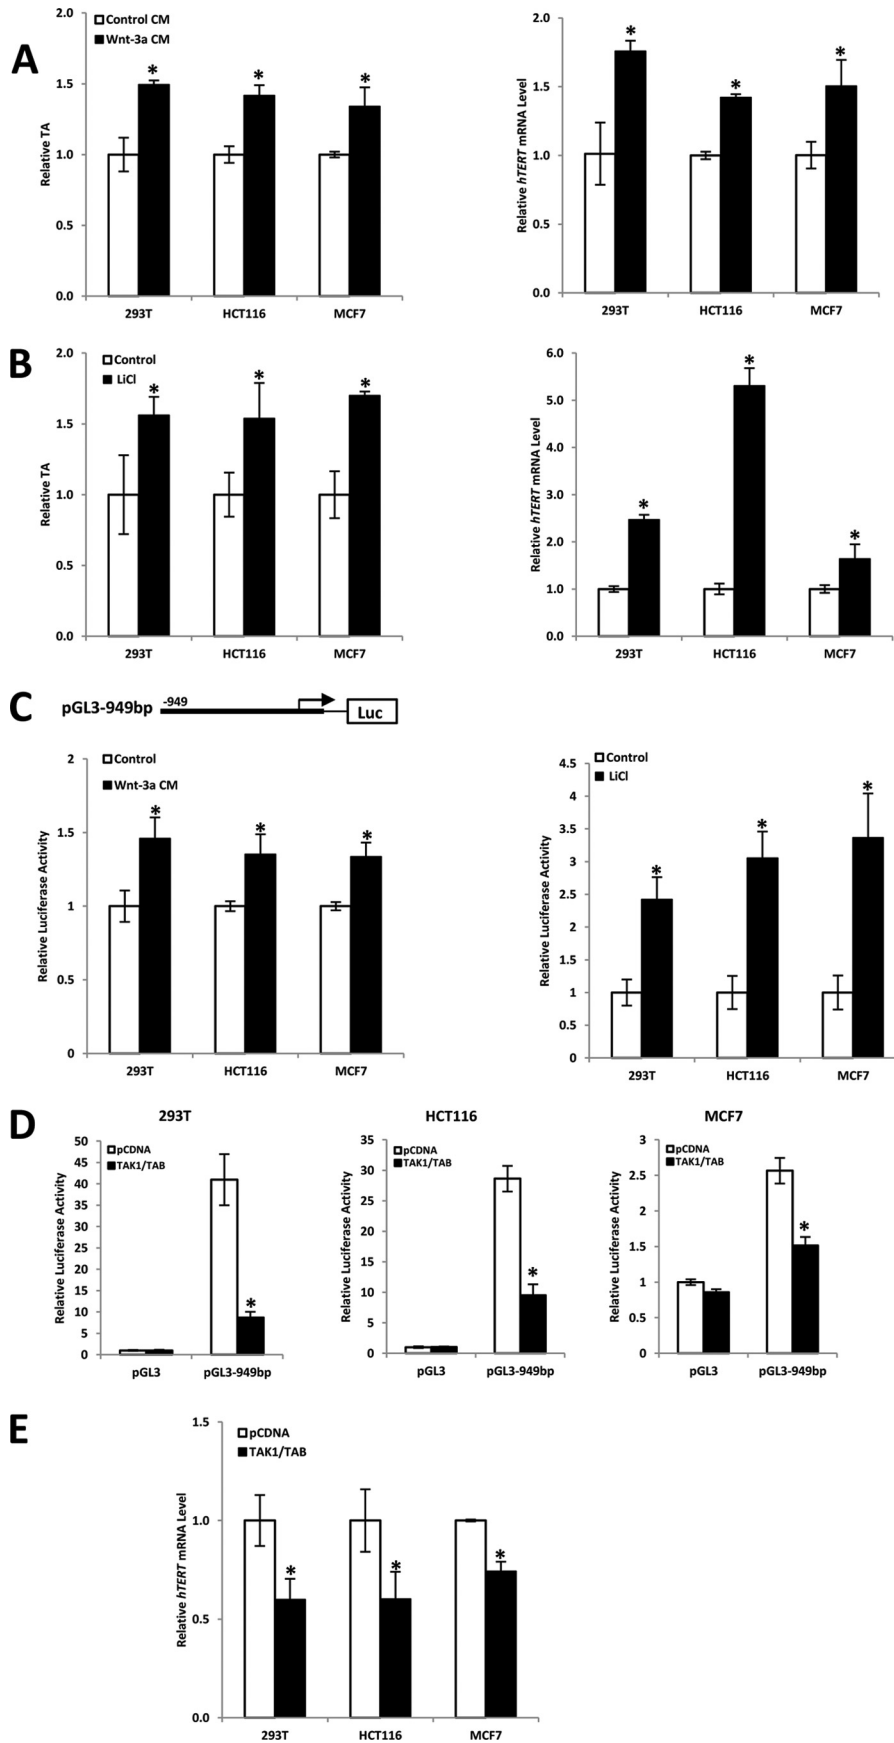 A
Control CM
Wnt-3a CM
Relative TA
2.0
1.5
1.0
0.5
0.0
* * *
293T HCT116 MCF7
Relative hTERT mRNA Level
2.0
1.5
1.0
0.5
0.0
* * *
293T HCT116 MCF7
B
Control
LiCl
Relative TA
2.0
1.5
1.0
0.5
0.0
* * *
293T HCT116 MCF7
Relative hTERT mRNA Level
6.0
5.0
4.0
3.0
2.0
1.0
0.0
* * *
293T HCT116 MCF7
C
pGL3-949bp
-949
Luc
Control
Wnt-3a CM
Relative Luciferase Activity
2
1.5
1
0.5
0
* * *
293T HCT116 MCF7
Control
LiCl
Relative Luciferase Activity
4.5
4
3.5
3
2.5
2
1.5
1
0.5
0
* * *
293T HCT116 MCF7
D
293T
pCDNA
TAK1/TAB
Relative Luciferase Activity
50
45
40
35
30
25
20
15
10
5
0
*
pGL3 pGL3-949bp
HCT116
pCDNA
TAK1/TAB
Relative Luciferase Activity
35
30
25
20
15
10
5
0
*
pGL3 pGL3-949bp
MCF7
pCDNA
TAK1/TAB
Relative Luciferase Activity
3
2.5
2
1.5
1
0.5
0
*
pGL3 pGL3-949bp
E
pCDNA
TAK1/TAB
Relative hTERT mRNA Level
1.5
1.0
0.5
0.0
* * *
293T HCT116 MCF7